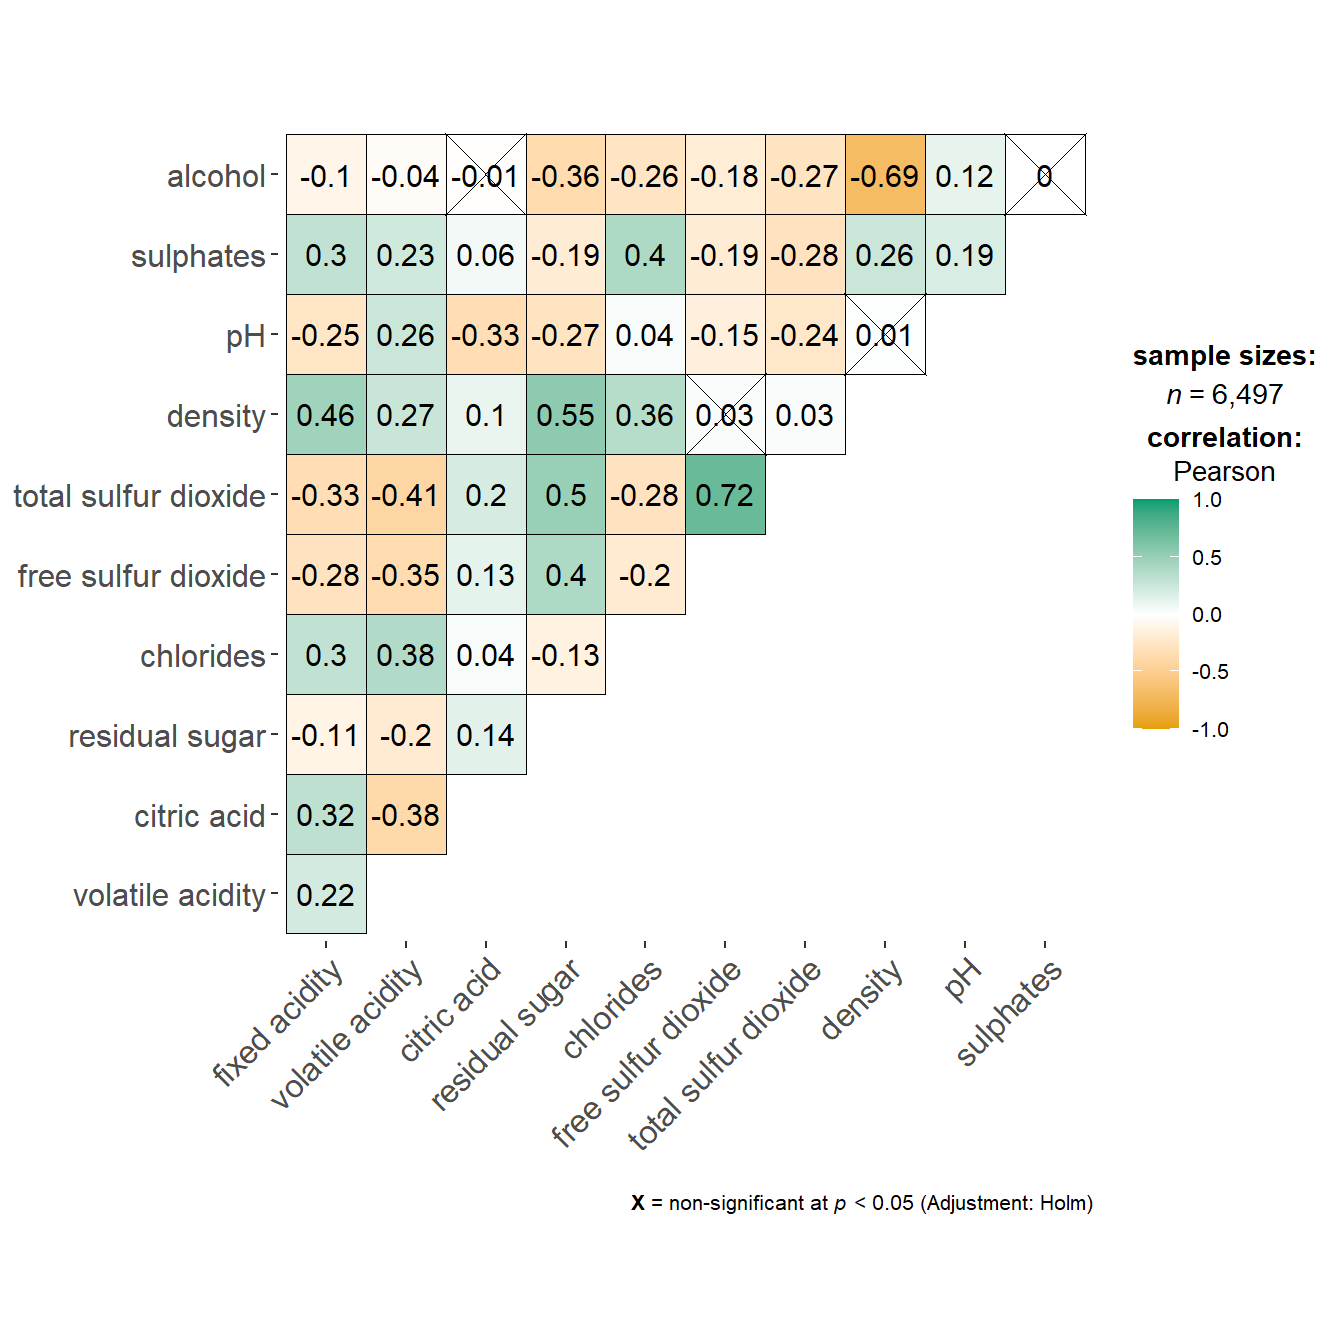 alcohol -0.1 -0.04 -0.01 -0.36 -0.26 -0.18 -0.27 -0.69 0.12 0
sulphates 0.3 0.23 0.06 -0.19 0.4 -0.19 -0.28 0.26 0.19
pH -0.25 0.26 -0.33 -0.27 0.04 -0.15 -0.24 0.01
density 0.46 0.27 0.1 0.55 0.36 0.03 0.03
total sulfur dioxide -0.33 -0.41 0.2 0.5 -0.28 0.72
free sulfur dioxide -0.28 -0.35 0.13 0.4 -0.2
chlorides 0.3 0.38 0.04 -0.13
residual sugar -0.11 -0.2 0.14
citric acid 0.32 -0.38
volatile acidity 0.22
fixed acidity
volatile acidity
citric acid
residual sugar
chlorides
free sulfur dioxide
total sulfur dioxide
density
pH
sulphates
sample sizes:
n = 6,497
correlation:
Pearson
1.0
0.5
0.0
-0.5
-1.0
X = non-significant at p < 0.05 (Adjustment: Holm)